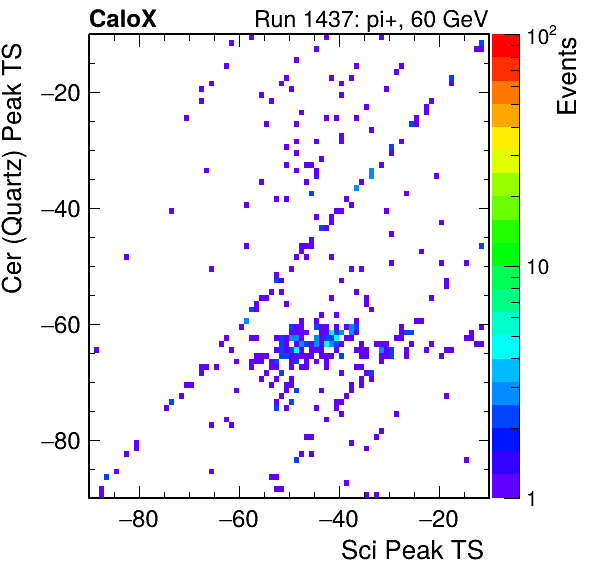 CaloX Run 1437: pi+, 60 GeV
Cer (Quartz) Peak TS
−20
−40
−60
−80
−80 −60 −40 −20
Sci Peak TS
10²
10
1
Events